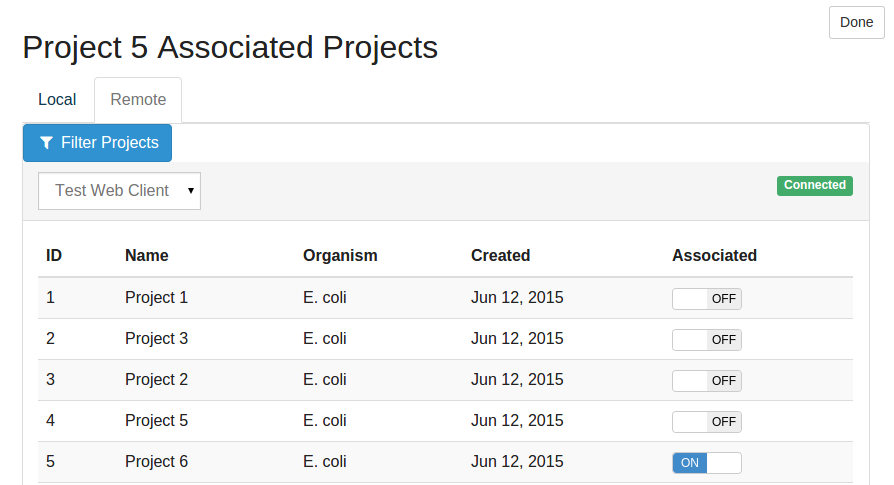 Done
Project 5 Associated Projects
Local Remote
Filter Projects
Test Web Client Connected
ID Name Organism Created Associated
1 Project 1 E. coli Jun 12, 2015 OFF
2 Project 3 E. coli Jun 12, 2015 OFF
3 Project 2 E. coli Jun 12, 2015 OFF
4 Project 5 E. coli Jun 12, 2015 OFF
5 Project 6 E. coli Jun 12, 2015 ON